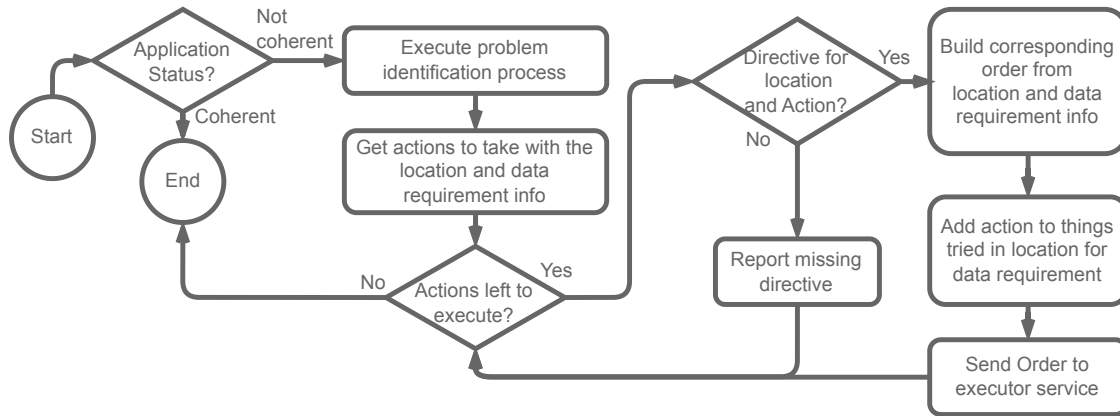 Start
Application
Status?
Not
coherent
Coherent
End
Execute problem
identification process
Get actions to take with the
location and data
requirement info
Actions left to
execute?
No
Yes
Directive for
location
and Action?
Yes
No
Report missing
directive
Build corresponding
order from
location and data
requirement info
Add action to things
tried in location for
data requirement
Send Order to
executor service